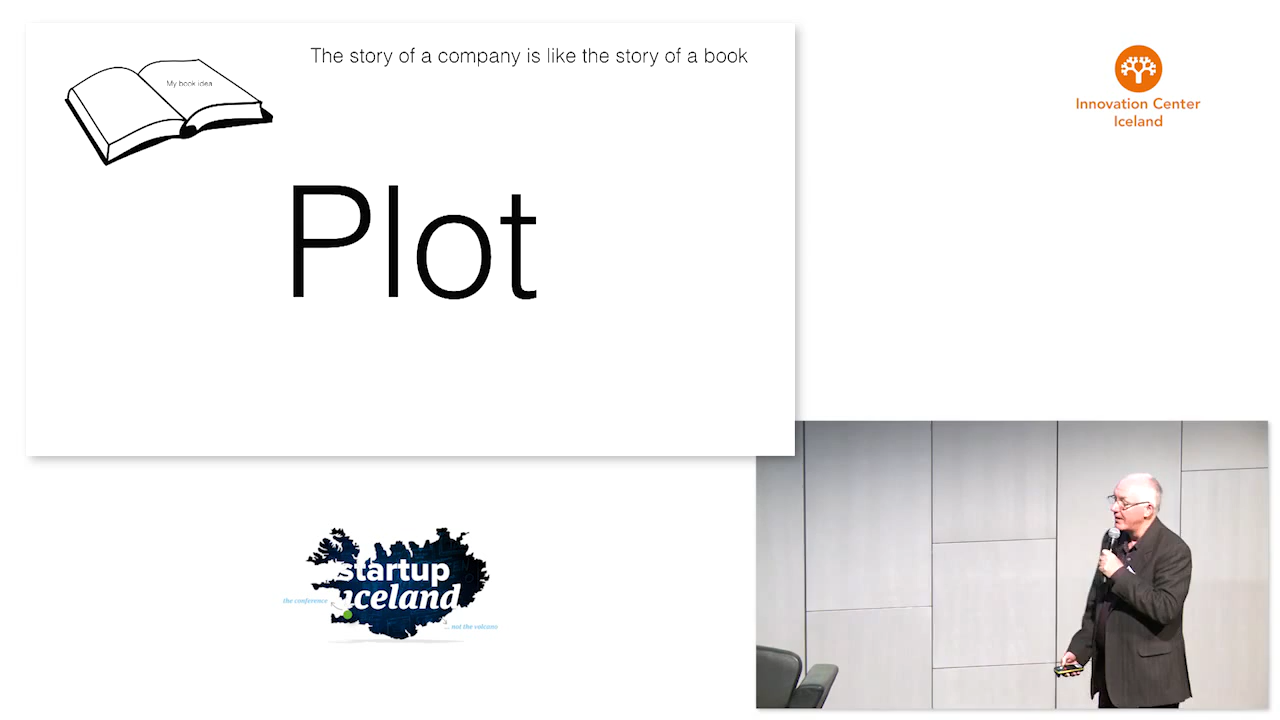 The story of a company is like the story of a book
My book idea
Plot
Innovation Center
Iceland
startup
iceland
the conference
... not the volcano